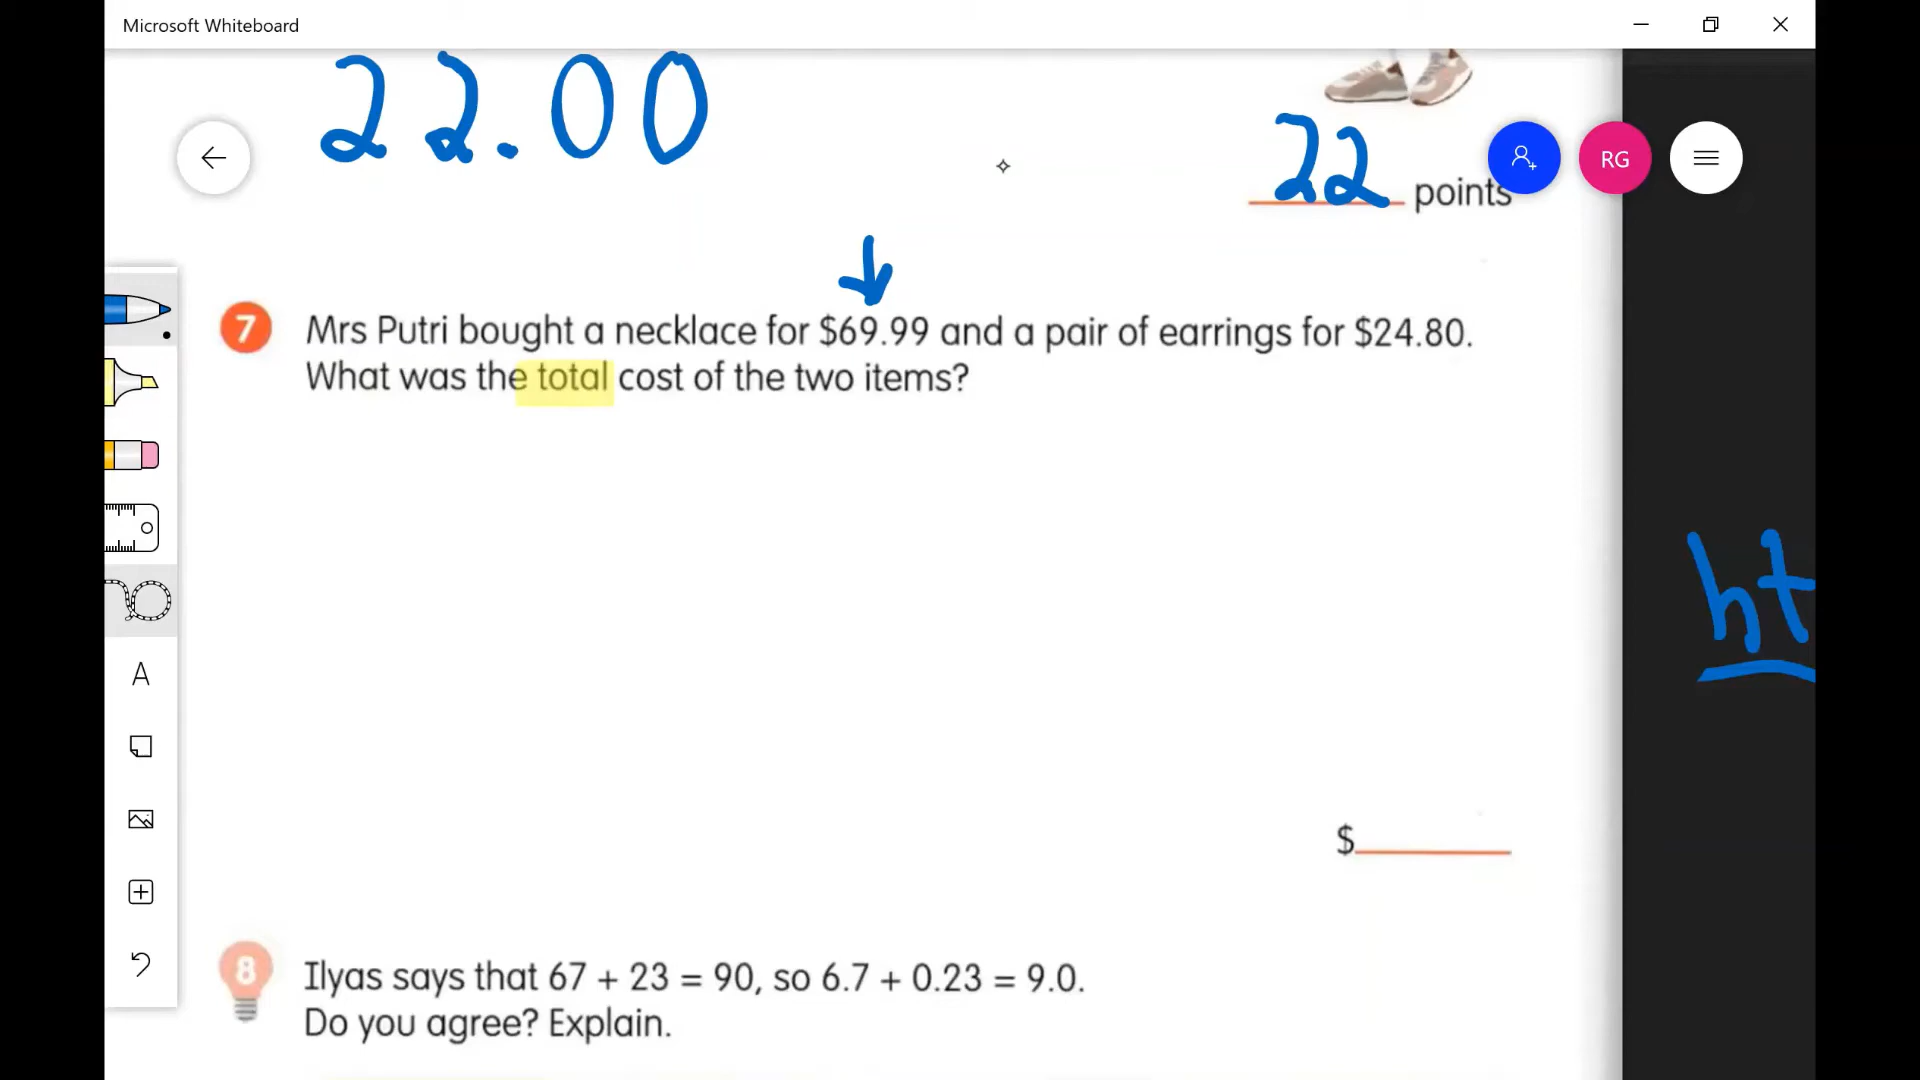 Microsoft Whiteboard
22.00
22 points
RG
7 Mrs Putri bought a necklace for $69.99 and a pair of earrings for $24.80.
What was the total cost of the two items?
ht
A
$
8 Ilyas says that 67 + 23 = 90, so 6.7 + 0.23 = 9.0.
Do you agree? Explain.